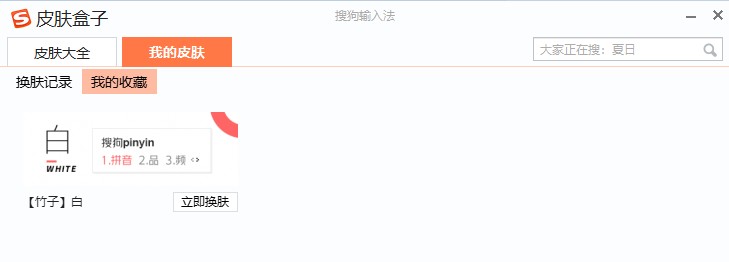 皮肤盒子
搜狗输入法
皮肤大全 我的皮肤 大家正在搜：夏日
换肤记录 我的收藏
白
WHITE
搜狗pinyin
1.拼音 2.品 3.频
【竹子】白 立即换肤